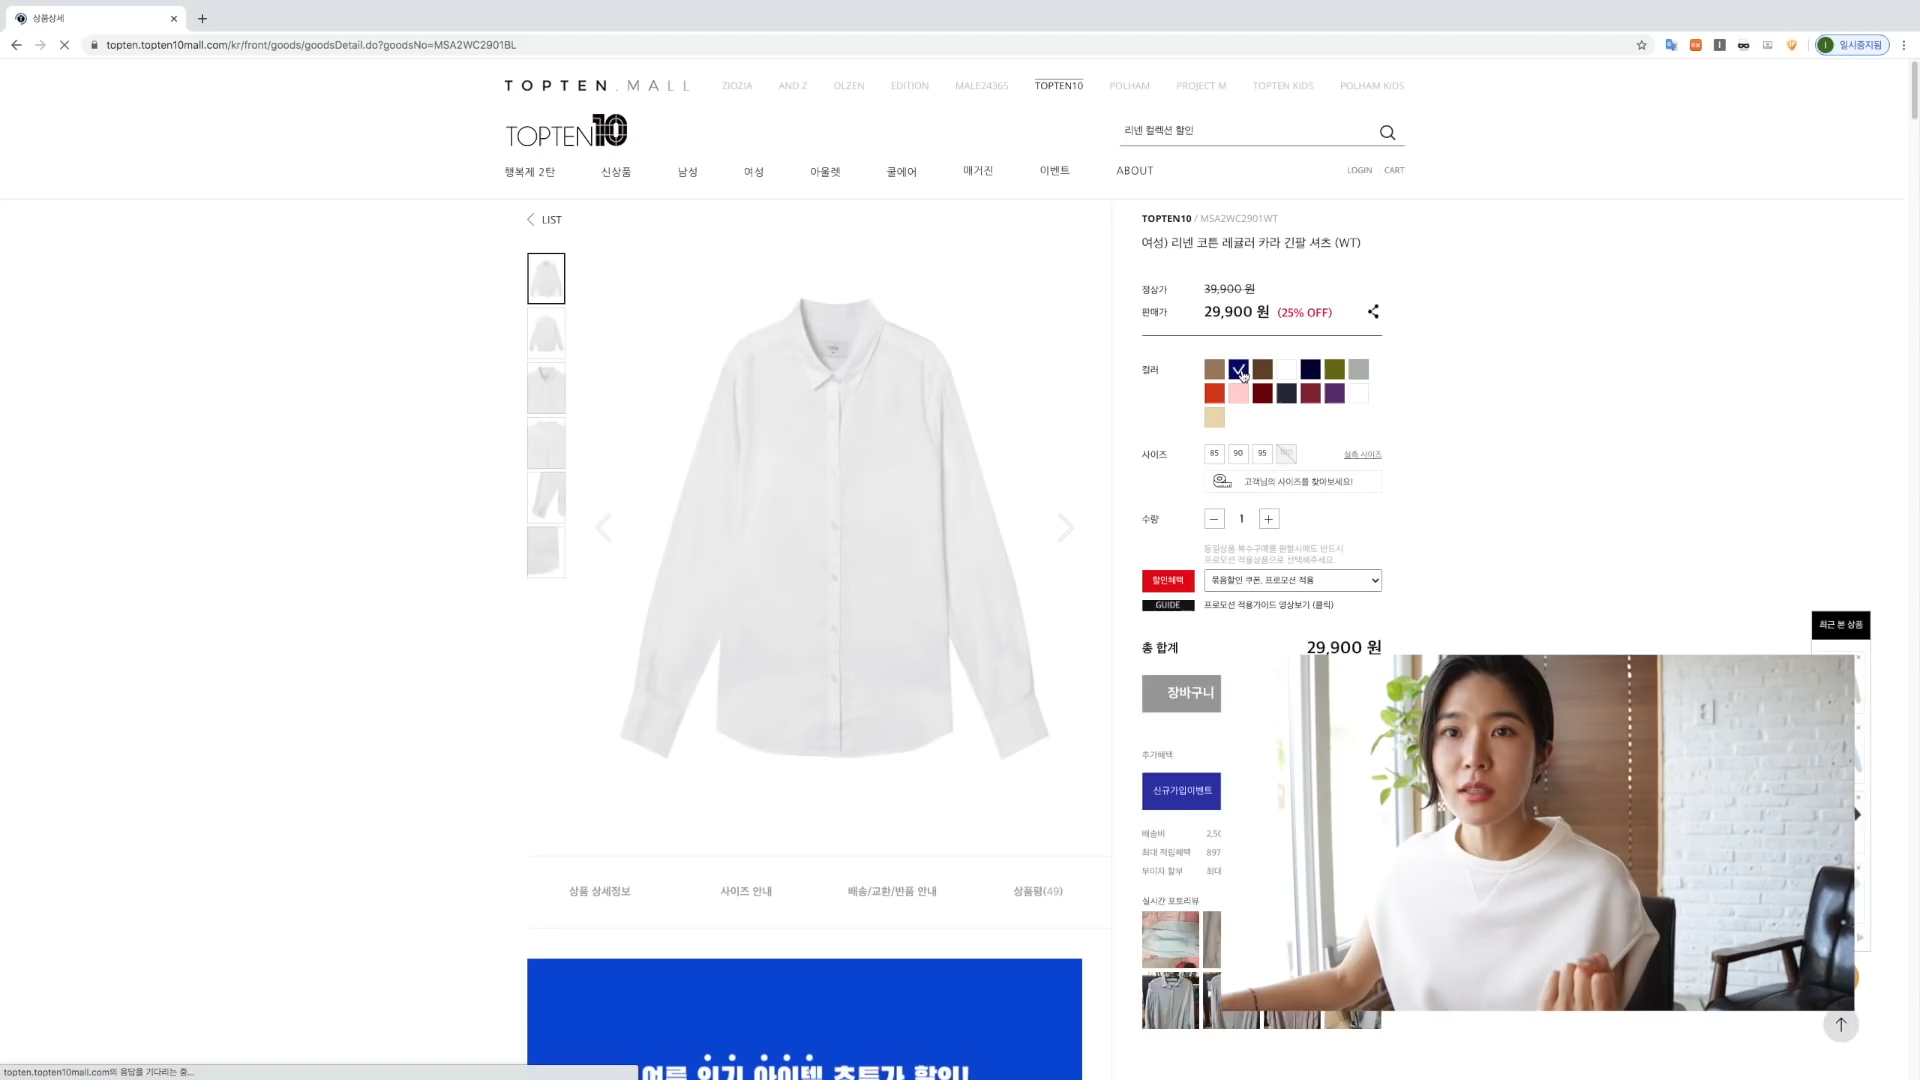 상품상세
topten.topten10mall.com/kr/front/goods/goodsDetail.do?goodsNo=MSA2WC2901BL
일시중지됨
TOPTEN.MALL
ZIOZIA
AND Z
OLZEN
EDITION
MALE24365
TOPTEN10
POLHAM
PROJECT M
TOPTEN KIDS
POLHAM KIDS
TOPTEN10
리넨 컬렉션 할인
행복제 2탄
신상품
남성
여성
아울렛
쿨에어
매거진
이벤트
ABOUT
LOGIN
CART
LIST
TOPTEN10 / MSA2WC2901WT
여성) 리넨 코튼 레귤러 카라 긴팔 셔츠 (WT)
정상가 39,900 원
판매가 29,900 원 (25% OFF)
컬러
사이즈 85 90 95 100 실측 사이즈
고객님의 사이즈를 찾아보세요!
수량 1
동일상품 복수구매를 원할시에도 반드시
프로모션 적용상품으로 선택해주세요.
할인혜택 묶음할인 쿠폰, 프로모션 적용
GUIDE 프로모션 적용가이드 영상보기 (클릭)
최근 본 상품
총 합계 29,900 원
장바구니
추가혜택
신규가입이벤트
배송비 2,50
최대 적립혜택 897
무이자 할부 최대
상품 상세정보
사이즈 안내
배송/교환/반품 안내
상품평(49)
실시간 포토리뷰
여름 인기 아이템 초특가 할인!
topten.topten10mall.com의 응답을 기다리는 중...